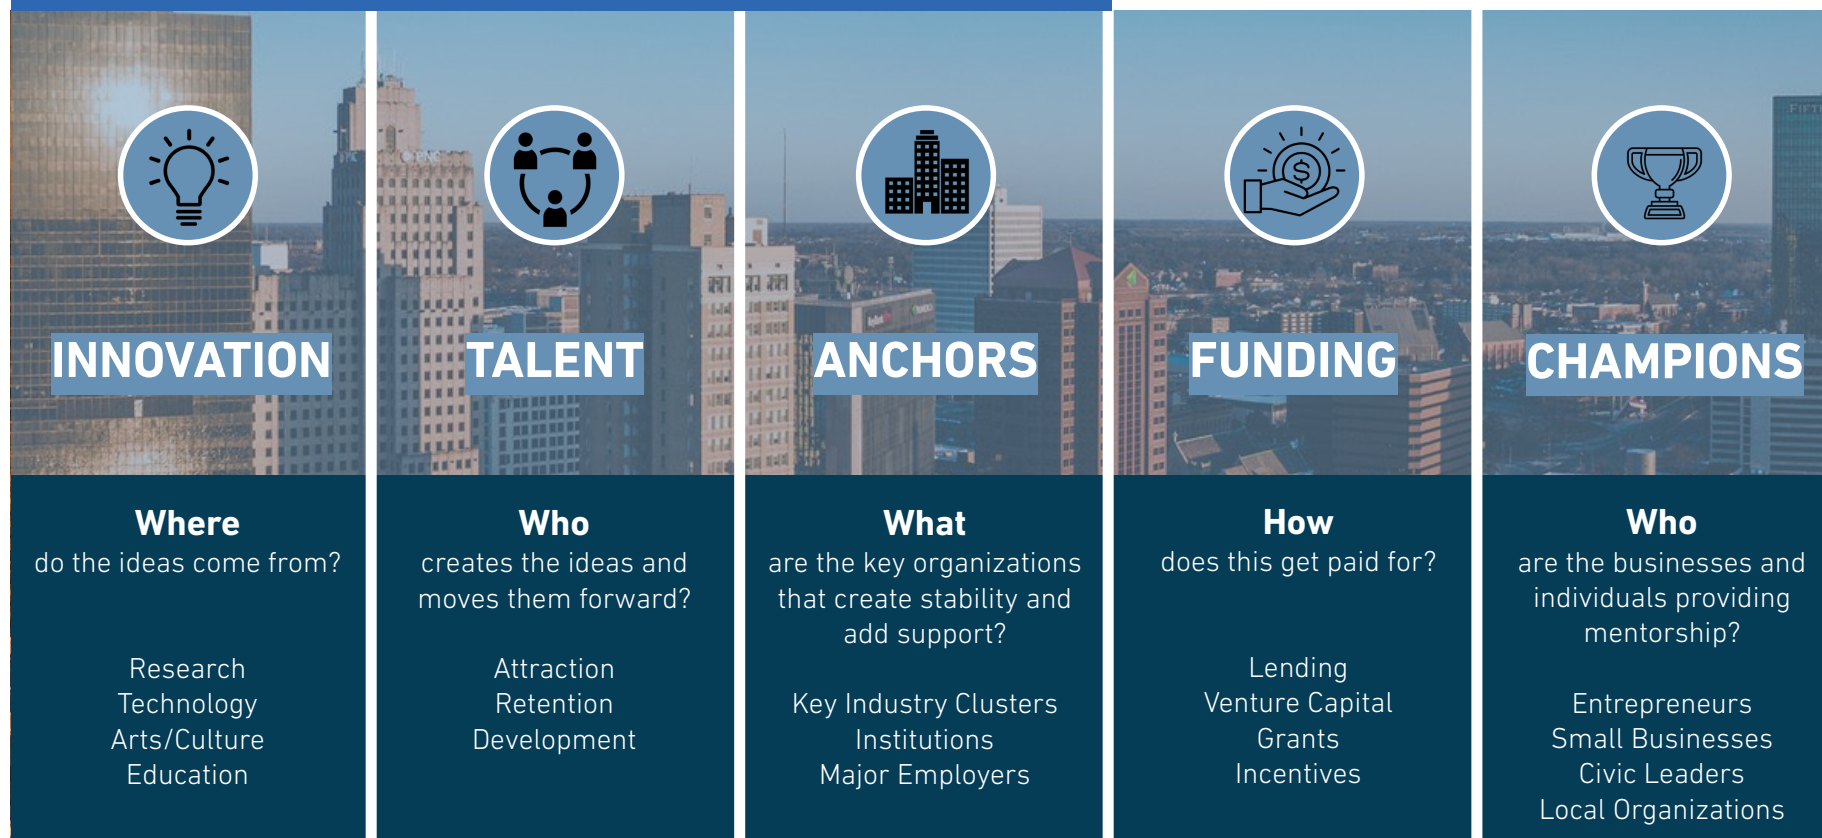 INNOVATION
Where
do the ideas come from?
Research
Technology
Arts/Culture
Education
PNC
TALENT
Who
creates the ideas and
moves them forward?
Attraction
Retention
Development
ANCHORS
What
are the key organizations
that create stability and
add support?
Key Industry Clusters
Institutions
Major Employers
$
FUNDING
How
does this get paid for?
Lending
Venture Capital
Grants
Incentives
CHAMPIONS
Who
are the businesses and
individuals providing
mentorship?
Entrepreneurs
Small Businesses
Civic Leaders
Local Organizations